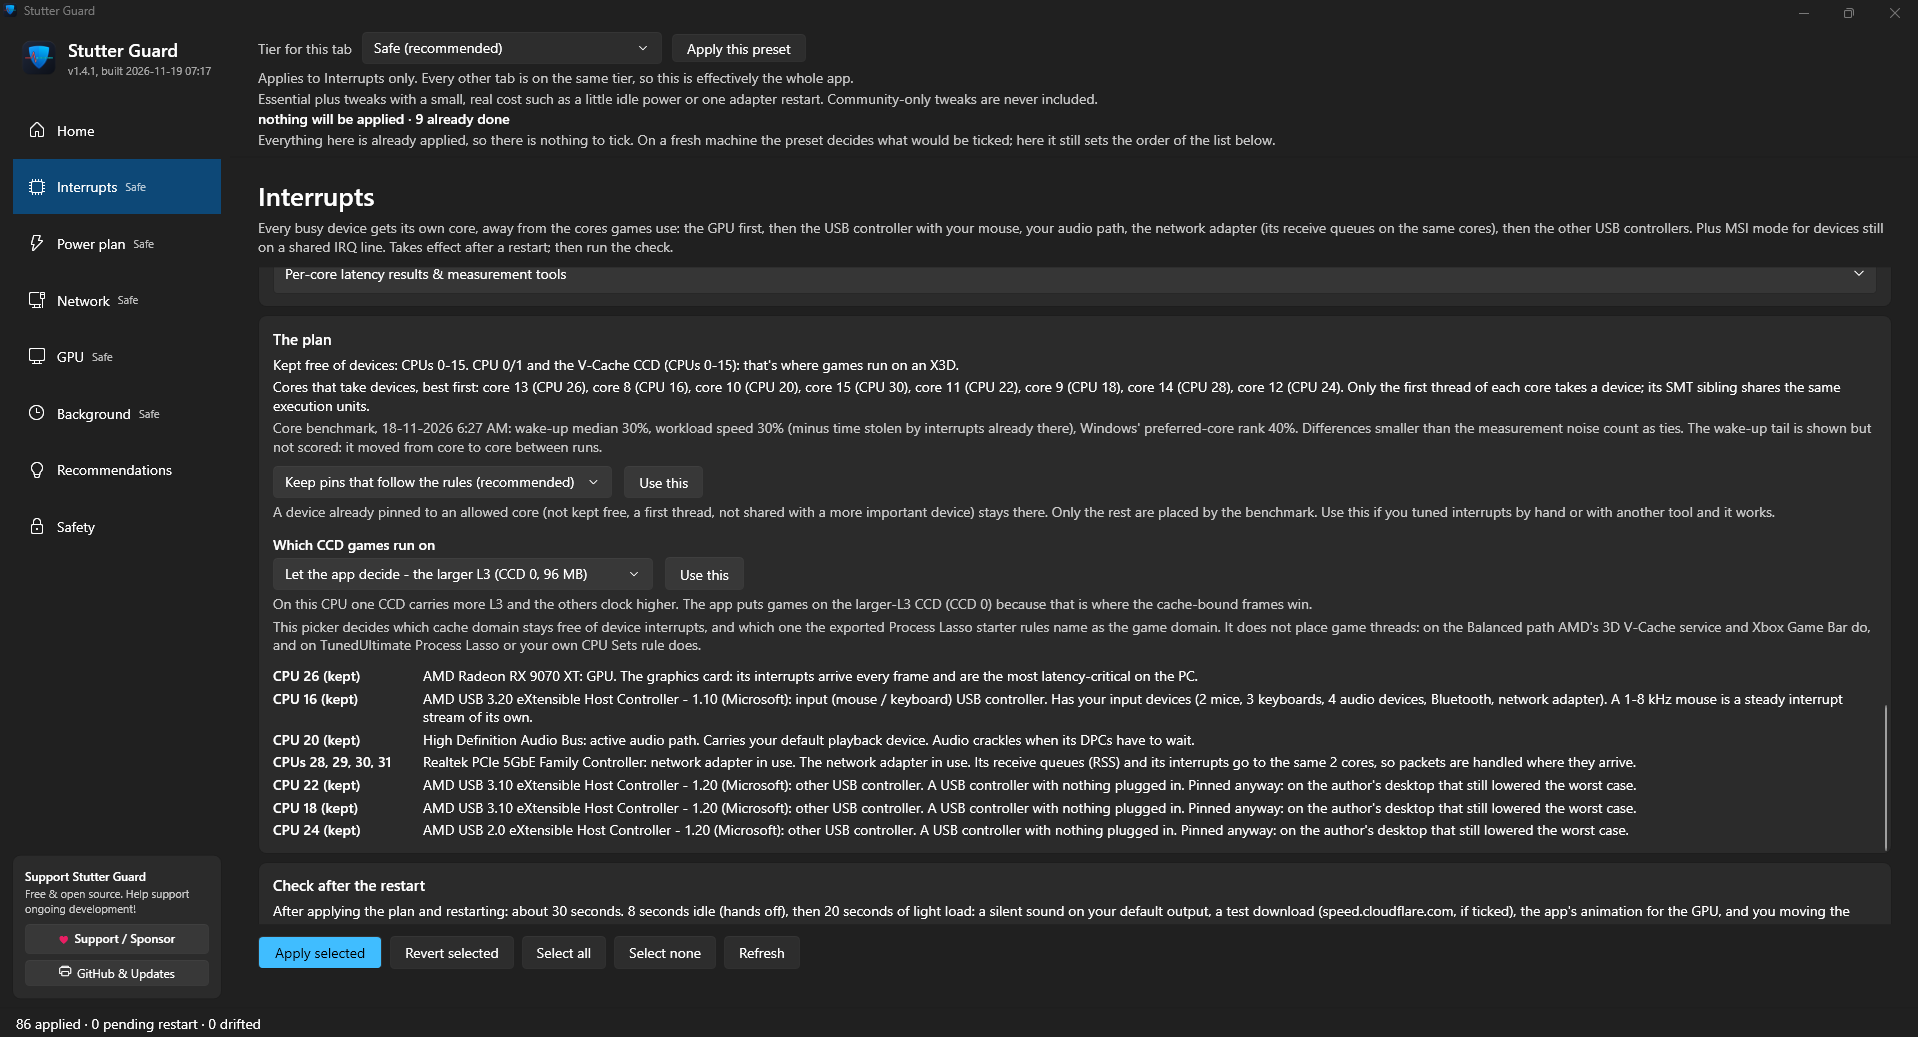 Stutter Guard
Stutter Guard
v1.4.1, built 2026-11-19 07:17
Home
Interrupts Safe
Power plan Safe
Network Safe
GPU Safe
Background Safe
Recommendations
Safety
Support Stutter Guard
Free & open source. Help support
ongoing development!
Support / Sponsor
GitHub & Updates
Tier for this tab Safe (recommended) Apply this preset
Applies to Interrupts only. Every other tab is on the same tier, so this is effectively the whole app.
Essential plus tweaks with a small, real cost such as a little idle power or one adapter restart. Community-only tweaks are never included.
nothing will be applied · 9 already done
Everything here is already applied, so there is nothing to tick. On a fresh machine the preset decides what would be ticked; here it still sets the order of the list below.
Interrupts
Every busy device gets its own core, away from the cores games use: the GPU first, then the USB controller with your mouse, your audio path, the network adapter (its receive queues on the same cores), then the other USB controllers. Plus MSI mode for devices still
on a shared IRQ line. Takes effect after a restart; then run the check.
Per-core latency results & measurement tools
The plan
Kept free of devices: CPUs 0-15. CPU 0/1 and the V-Cache CCD (CPUs 0-15): that's where games run on an X3D.
Cores that take devices, best first: core 13 (CPU 26), core 8 (CPU 16), core 10 (CPU 20), core 15 (CPU 30), core 11 (CPU 22), core 9 (CPU 18), core 14 (CPU 28), core 12 (CPU 24). Only the first thread of each core takes a device; its SMT sibling shares the same
execution units.
Core benchmark, 18-11-2026 6:27 AM: wake-up median 30%, workload speed 30% (minus time stolen by interrupts already there), Windows' preferred-core rank 40%. Differences smaller than the measurement noise count as ties. The wake-up tail is shown but
not scored: it moved from core to core between runs.
Keep pins that follow the rules (recommended) Use this
A device already pinned to an allowed core (not kept free, a first thread, not shared with a more important device) stays there. Only the rest are placed by the benchmark. Use this if you tuned interrupts by hand or with another tool and it works.
Which CCD games run on
Let the app decide - the larger L3 (CCD 0, 96 MB) Use this
On this CPU one CCD carries more L3 and the others clock higher. The app puts games on the larger-L3 CCD (CCD 0) because that is where the cache-bound frames win.
This picker decides which cache domain stays free of device interrupts, and which one the exported Process Lasso starter rules name as the game domain. It does not place game threads: on the Balanced path AMD's 3D V-Cache service and Xbox Game Bar do,
and on TunedUltimate Process Lasso or your own CPU Sets rule does.
CPU 26 (kept) AMD Radeon RX 9070 XT: GPU. The graphics card: its interrupts arrive every frame and are the most latency-critical on the PC.
CPU 16 (kept) AMD USB 3.20 eXtensible Host Controller - 1.10 (Microsoft): input (mouse / keyboard) USB controller. Has your input devices (2 mice, 3 keyboards, 4 audio devices, Bluetooth, network adapter). A 1-8 kHz mouse is a steady interrupt
stream of its own.
CPU 20 (kept) High Definition Audio Bus: active audio path. Carries your default playback device. Audio crackles when its DPCs have to wait.
CPUs 28, 29, 30, 31 Realtek PCIe 5GbE Family Controller: network adapter in use. The network adapter in use. Its receive queues (RSS) and its interrupts go to the same 2 cores, so packets are handled where they arrive.
CPU 22 (kept) AMD USB 3.10 eXtensible Host Controller - 1.20 (Microsoft): other USB controller. A USB controller with nothing plugged in. Pinned anyway: on the author's desktop that still lowered the worst case.
CPU 18 (kept) AMD USB 3.10 eXtensible Host Controller - 1.20 (Microsoft): other USB controller. A USB controller with nothing plugged in. Pinned anyway: on the author's desktop that still lowered the worst case.
CPU 24 (kept) AMD USB 2.0 eXtensible Host Controller - 1.20 (Microsoft): other USB controller. A USB controller with nothing plugged in. Pinned anyway: on the author's desktop that still lowered the worst case.
Check after the restart
After applying the plan and restarting: about 30 seconds. 8 seconds idle (hands off), then 20 seconds of light load: a silent sound on your default output, a test download (speed.cloudflare.com, if ticked), the app's animation for the GPU, and you moving the
Apply selected Revert selected Select all Select none Refresh
86 applied · 0 pending restart · 0 drifted